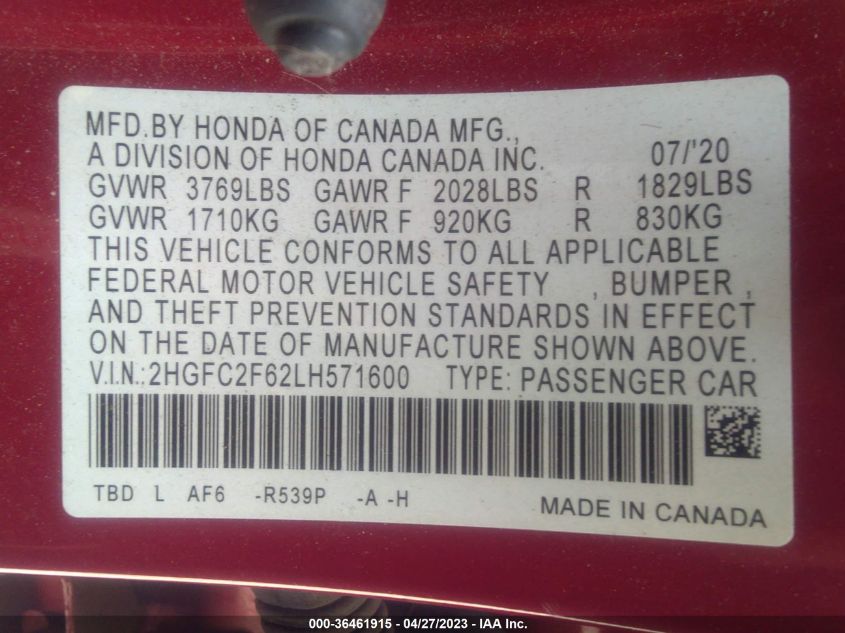 MFD.BY HONDA OF CANADA MFG.,
A DIVISION OF HONDA CANADA INC. 07/'20
GVWR 3769LBS GAWR F 2028LBS R 1829LBS
GVWR 1710KG GAWR F 920KG R 830KG
THIS VEHICLE CONFORMS TO ALL APPLICABLE
FEDERAL MOTOR VEHICLE SAFETY , BUMPER ,
AND THEFT PREVENTION STANDARDS IN EFFECT
ON THE DATE OF MANUFACTURE SHOWN ABOVE.
V.I.N.:2HGFC2F62LH571600 TYPE: PASSENGER CAR
TBD L AF6 -R539P -A -H
MADE IN CANADA
000-36461915 / 04/27/2023 - IAA Inc.